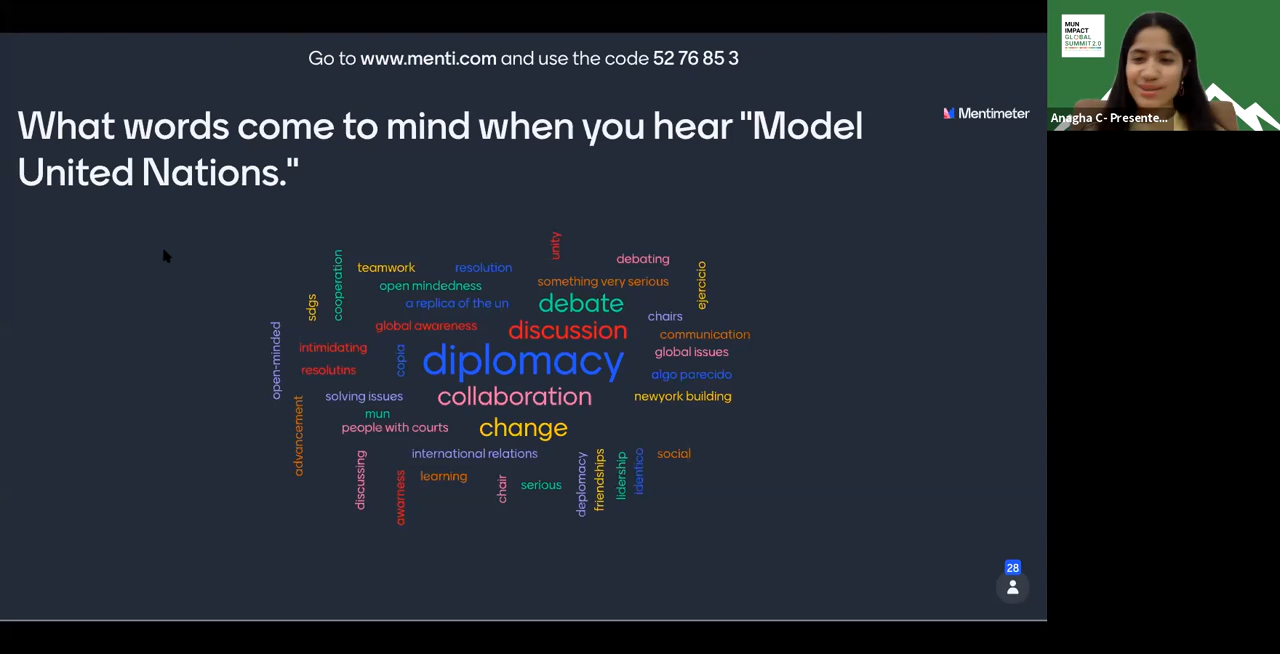 Go to www.menti.com and use the code 52 76 85 3
What words come to mind when you hear "Model
United Nations."
Mentimeter
unity
debating
teamwork
resolution
cooperation
something very serious
ejercicio
open mindedness
sdgs
a replica of the un
debate
chairs
global awareness
discussion
communication
open-minded
intimidating
copia
diplomacy
global issues
resolutins
algo parecido
solving issues
collaboration
newyork building
mun
people with courts
change
advancement
international relations
social
discussing
awarness
learning
chair
serious
deplomacy
friendships
lidership
identico
28
MUN
IMPACT
GLOBAL
SUMMIT 2.0
Anagha C- Presente...